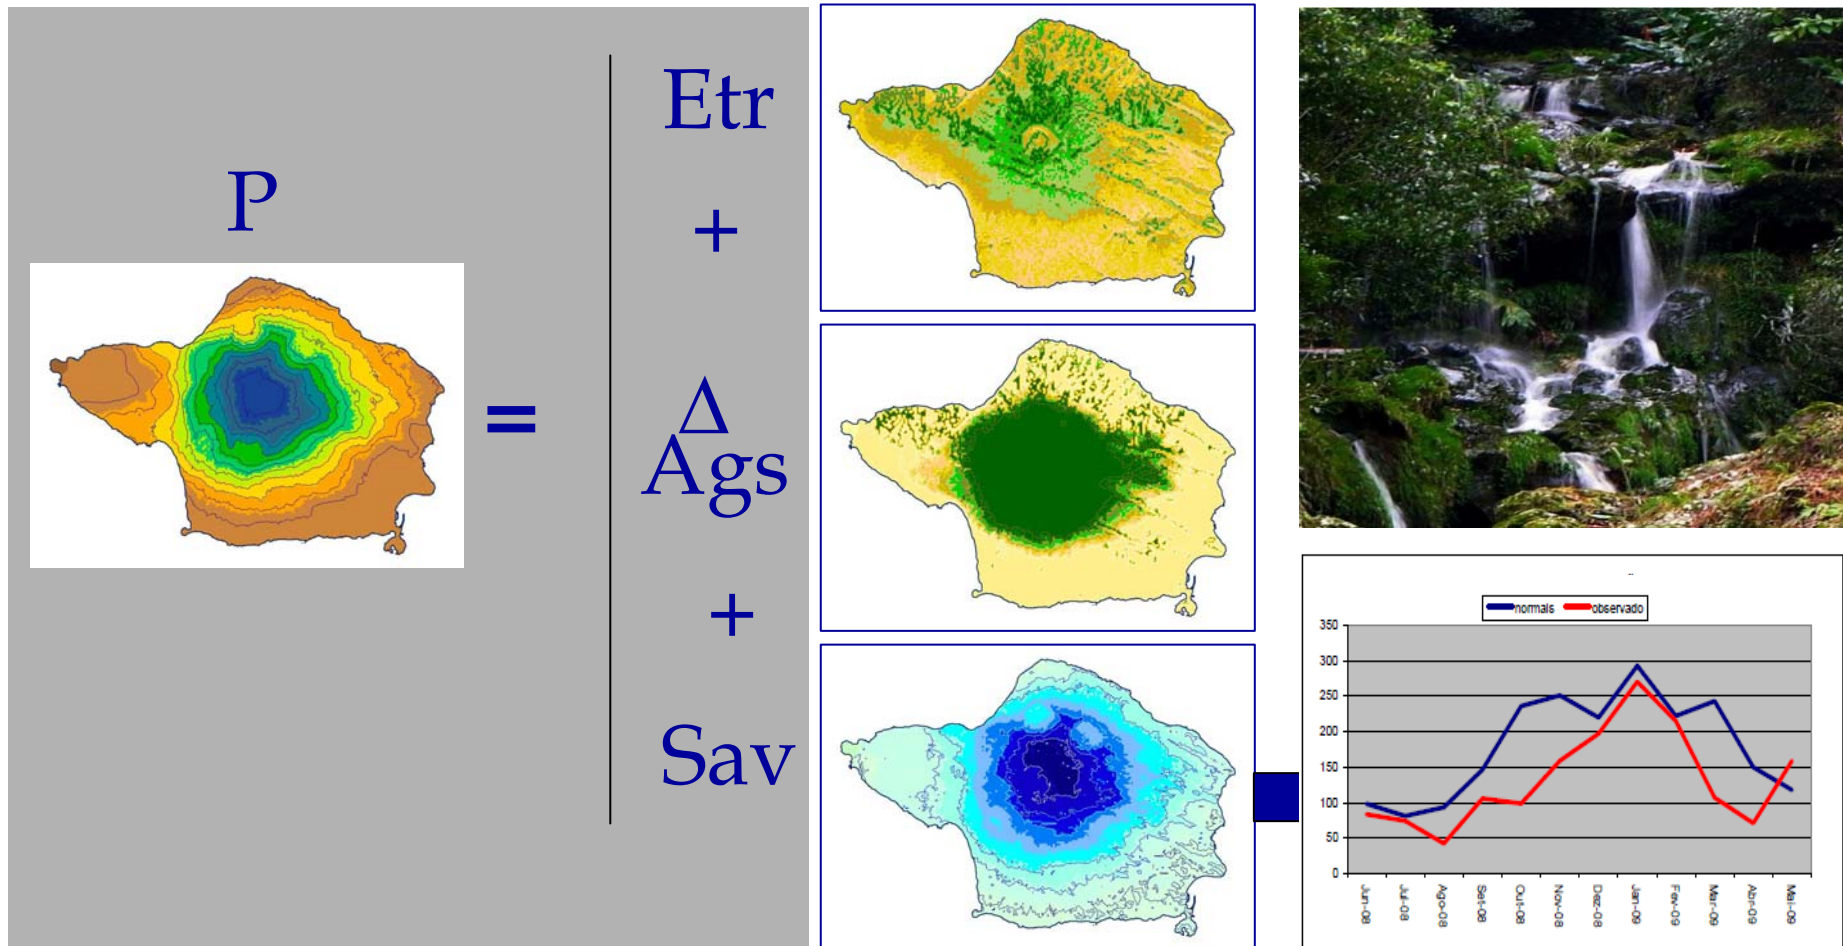 P
=
Etr
+
Δ
Ags
+
Sav
normais observado
350
300
250
200
150
100
50
0
Jun-08
Jul-08
Ago-08
Set-08
Out-08
Nov-08
Dez-08
Jan-09
Fev-09
Mar-09
Abr-09
Mai-09